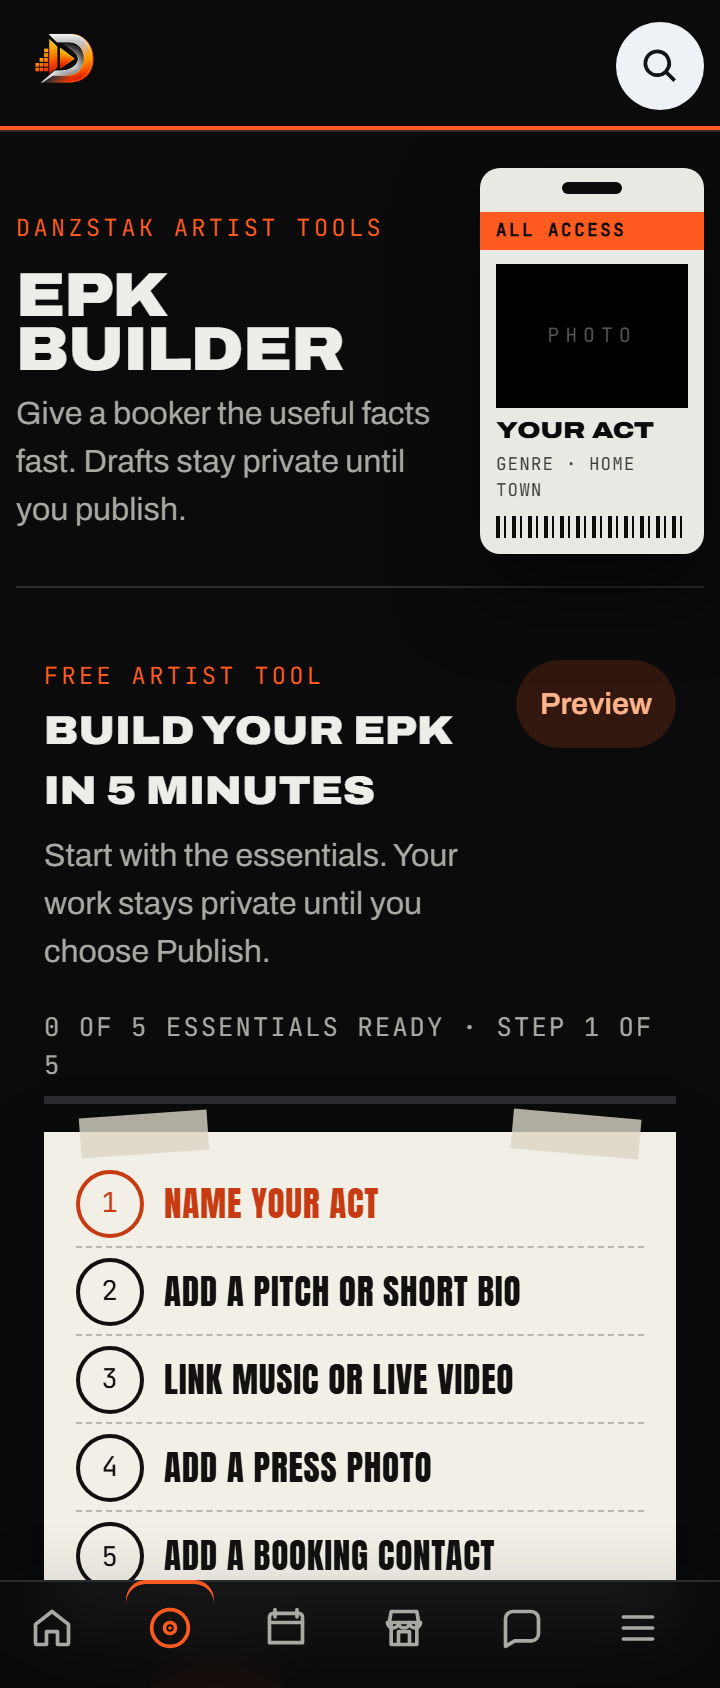 DANZSTAK ARTIST TOOLS
EPK
BUILDER
Give a booker the useful facts
fast. Drafts stay private until
you publish.
ALL ACCESS
PHOTO
YOUR ACT
GENRE · HOME
TOWN
FREE ARTIST TOOL
BUILD YOUR EPK
IN 5 MINUTES
Preview
Start with the essentials. Your
work stays private until you
choose Publish.
0 OF 5 ESSENTIALS READY · STEP 1 OF
5
1 NAME YOUR ACT
2 ADD A PITCH OR SHORT BIO
3 LINK MUSIC OR LIVE VIDEO
4 ADD A PRESS PHOTO
5 ADD A BOOKING CONTACT